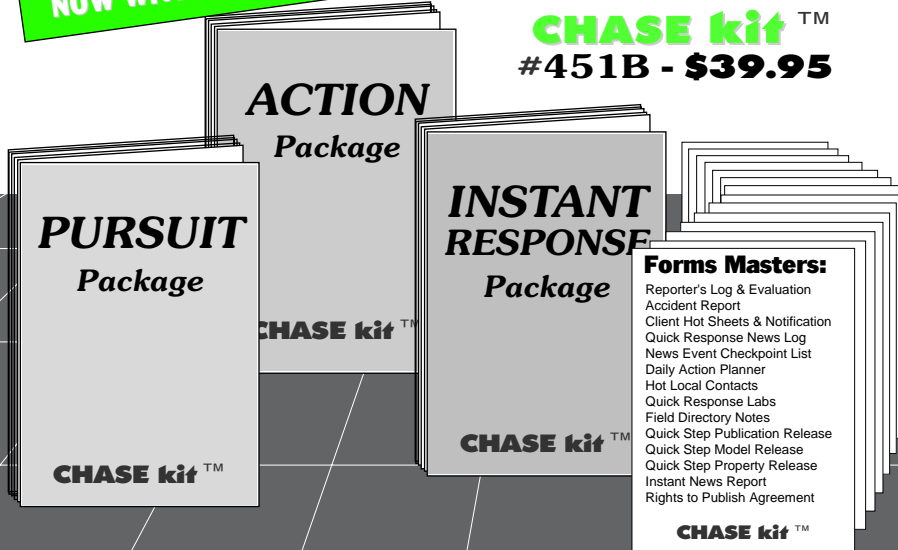 NOW
CHASE kit ™
#451B - $39.95
ACTION
Package
CHASE kit ™
PURSUIT
Package
CHASE kit ™
INSTANT
RESPONSE
Package
CHASE kit ™
Forms Masters:
Reporter's Log & Evaluation
Accident Report
Client Hot Sheets & Notification
Quick Response News Log
News Event Checkpoint List
Daily Action Planner
Hot Local Contacts
Quick Response Labs
Field Directory Notes
Quick Step Publication Release
Quick Step Model Release
Quick Step Property Release
Instant News Report
Rights to Publish Agreement
CHASE kit ™